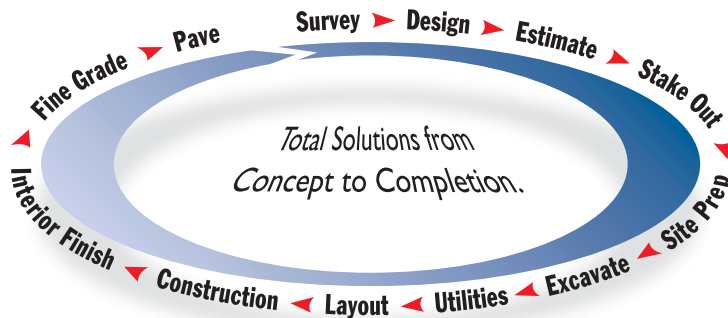 Survey
Design
Estimate
Stake Out
Site Prep
Excavate
Utilities
Layout
Construction
Interior Finish
Fine Grade
Pave
Total Solutions from
Concept to Completion.